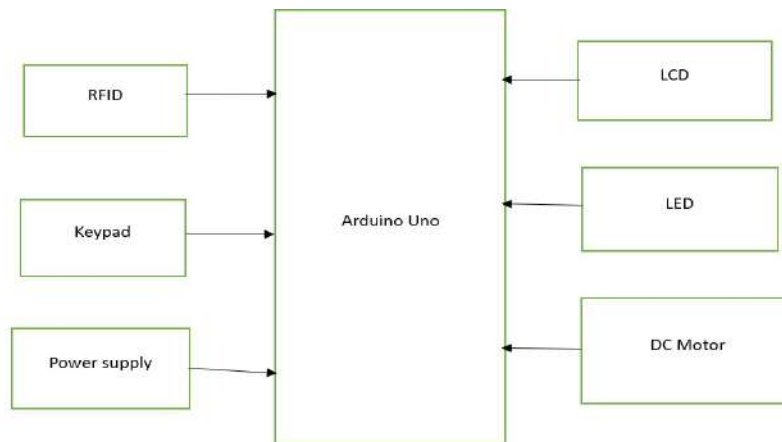 RFID
Keypad
Power supply
Arduino Uno
LCD
LED
DC Motor